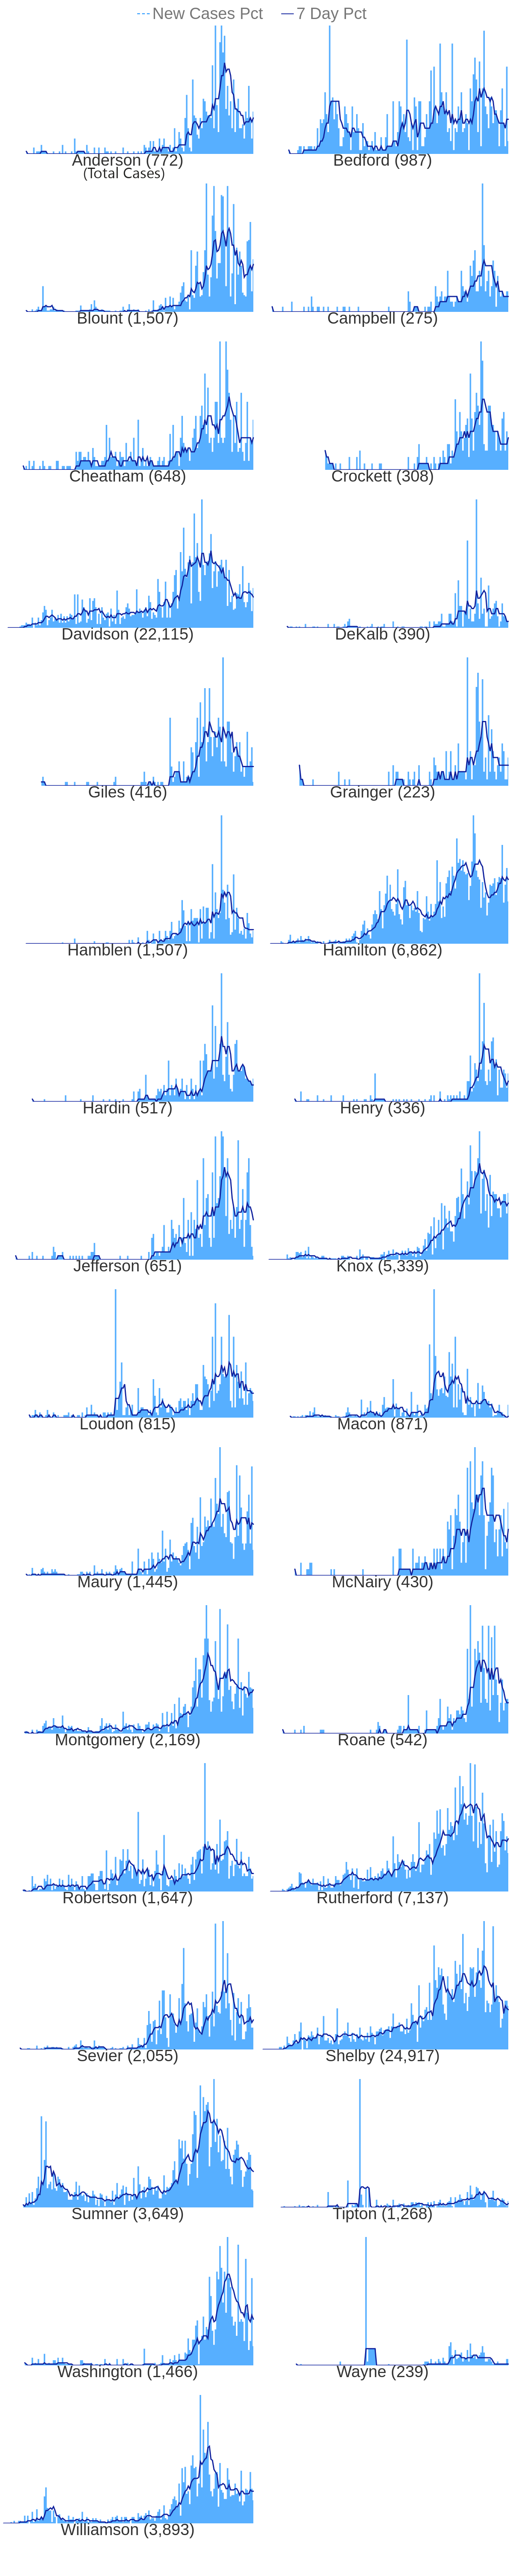 New Cases Pct 7 Day Pct
Anderson (772) Bedford (987)
(Total Cases)
Blount (1,507) Campbell (275)
Cheatham (648) Crockett (308)
Davidson (22,115) DeKalb (390)
Giles (416) Grainger (223)
Hamblen (1,507) Hamilton (6,862)
Hardin (517) Henry (336)
Jefferson (651) Knox (5,339)
Loudon (815) Macon (871)
Maury (1,445) McNairy (430)
Montgomery (2,169) Roane (542)
Robertson (1,647) Rutherford (7,137)
Sevier (2,055) Shelby (24,917)
Sumner (3,649) Tipton (1,268)
Washington (1,466) Wayne (239)
Williamson (3,893)